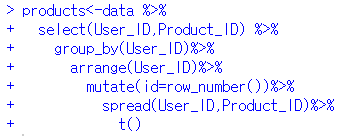 > products<-data %>%
+   select(User_ID,Product_ID) %>%
+     group_by(User_ID)%>%
+       arrange(User_ID)%>%
+         mutate(id=row_number())%>%
+           spread(User_ID,Product_ID)%>%
+             t()